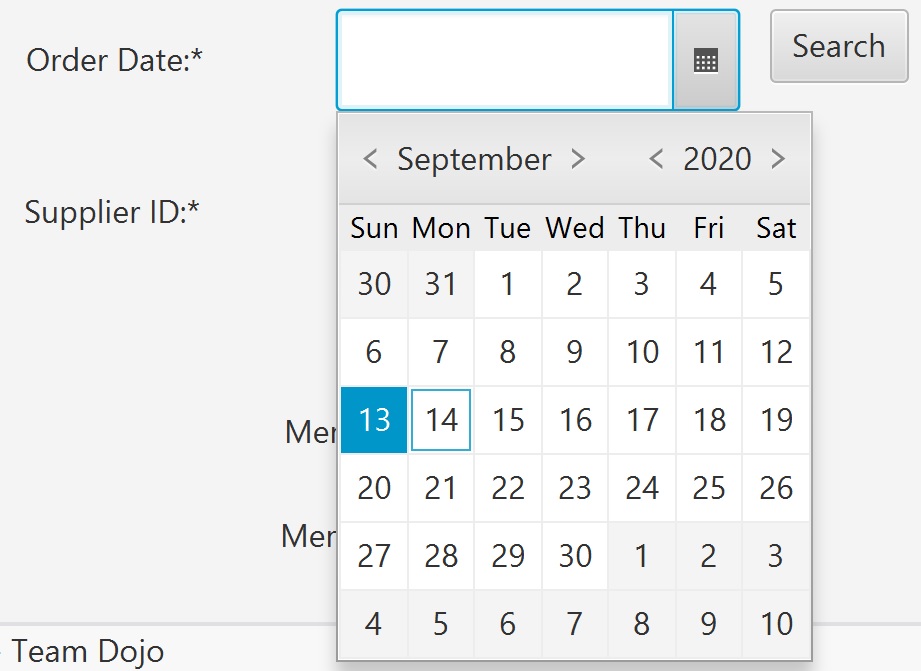 Order Date:*
Search
< September > < 2020 >
Supplier ID:*
Sun Mon Tue Wed Thu Fri Sat
30 31 1 2 3 4 5
6 7 8 9 10 11 12
13 14 15 16 17 18 19
20 21 22 23 24 25 26
27 28 29 30 1 2 3
4 5 6 7 8 9 10
Team Dojo